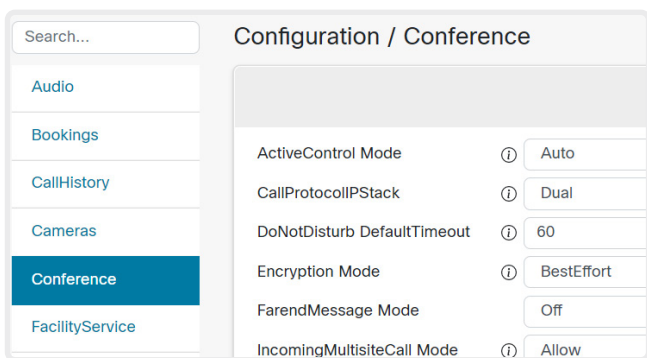 Search...
Configuration / Conference
Audio
Bookings
CallHistory
Cameras
Conference
FacilityService
ActiveControl Mode Auto
CallProtocolIPStack Dual
DoNotDisturb DefaultTimeout 60
Encryption Mode BestEffort
FarendMessage Mode Off
IncomingMultisiteCall Mode Allow